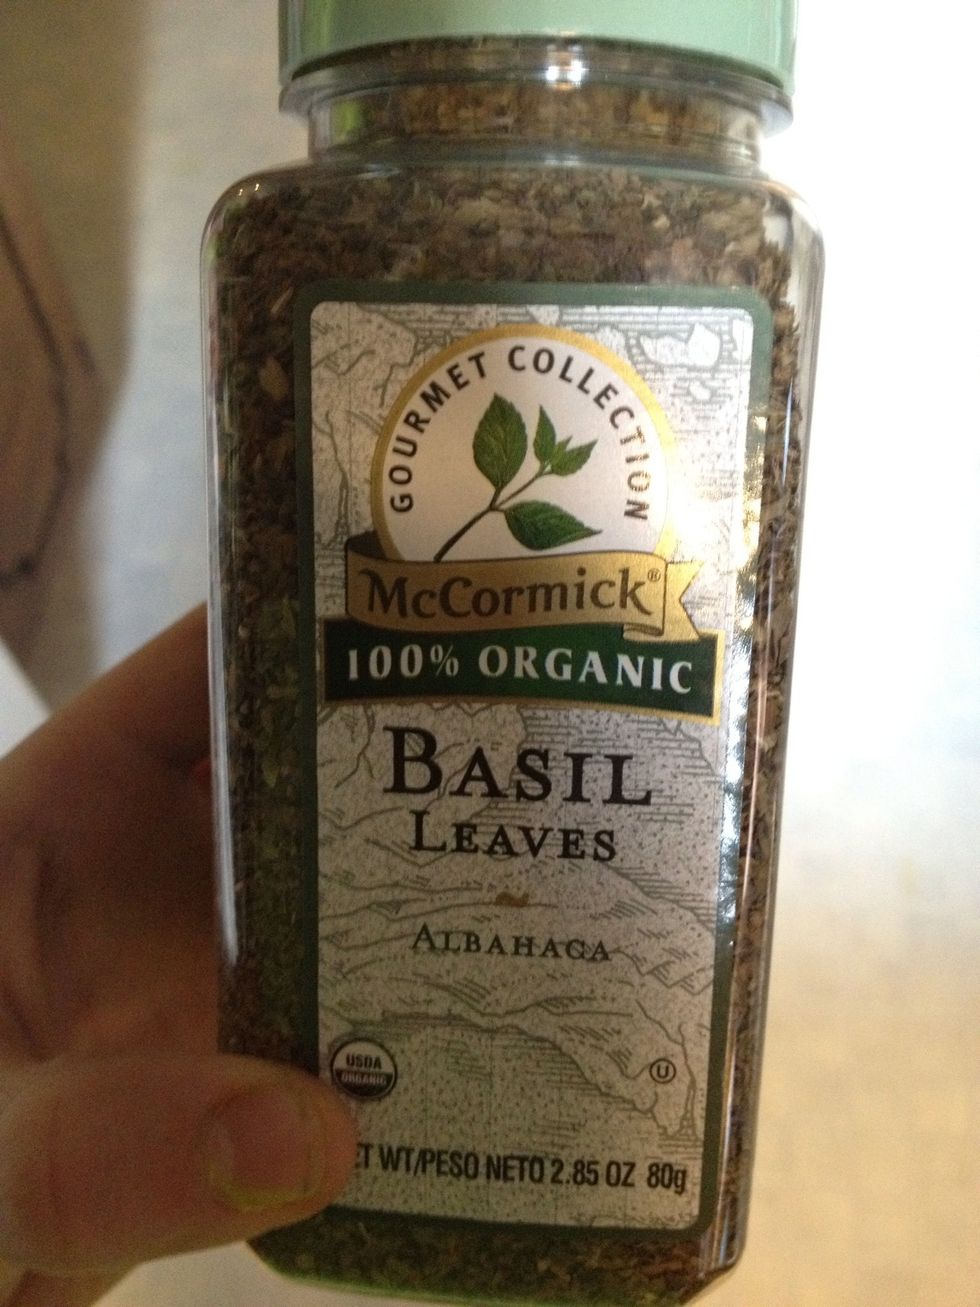 GOURMET COLLECTION
McCormick®
100% ORGANIC
BASIL
LEAVES
~
ALBAHACA
USDA
ORGANIC
U
ET WT/PESO NETO 2.85 OZ 80g